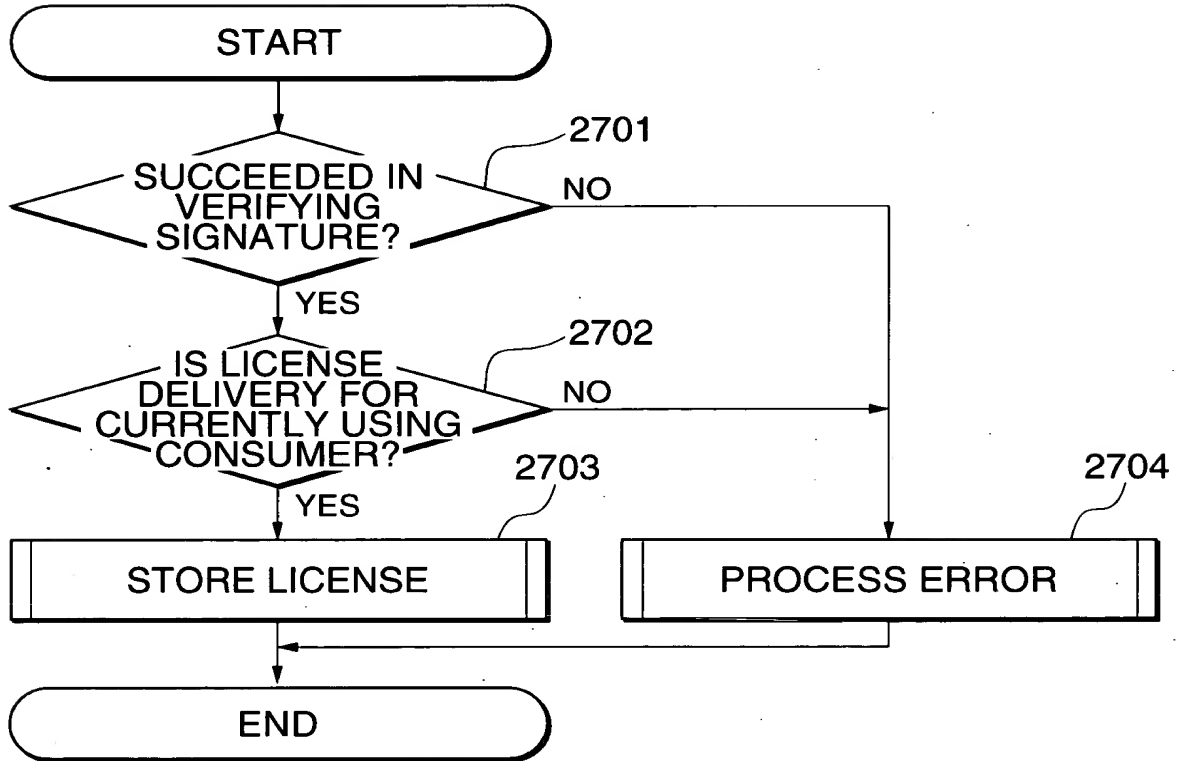 START
2701
SUCCEEDED IN
VERIFYING
SIGNATURE?
NO
YES
2702
IS LICENSE
DELIVERY FOR
CURRENTLY USING
CONSUMER?
NO
YES
2703
STORE LICENSE
2704
PROCESS ERROR
END